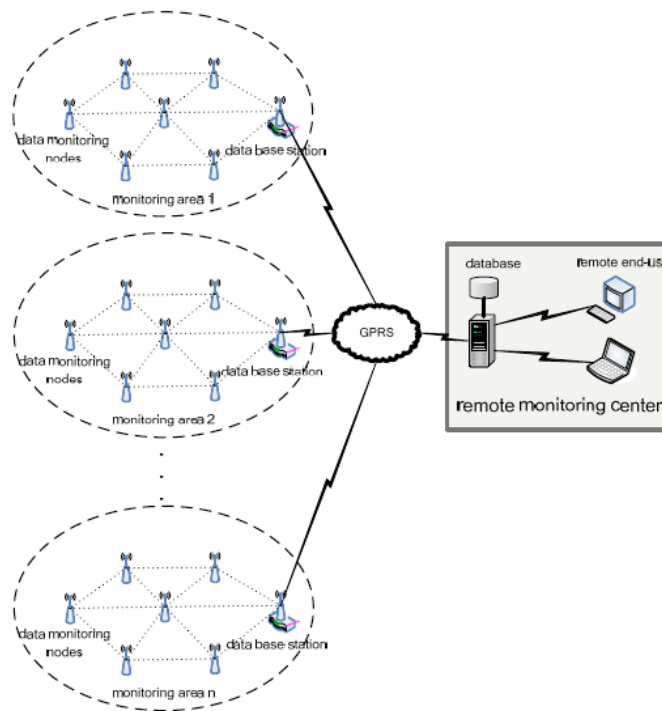 data monitoring
nodes
data base station
monitoring area 1
data monitoring
nodes
data base station
monitoring area 2
data monitoring
nodes
data base station
monitoring area n
GPRS
database
remote end-us
remote monitoring center